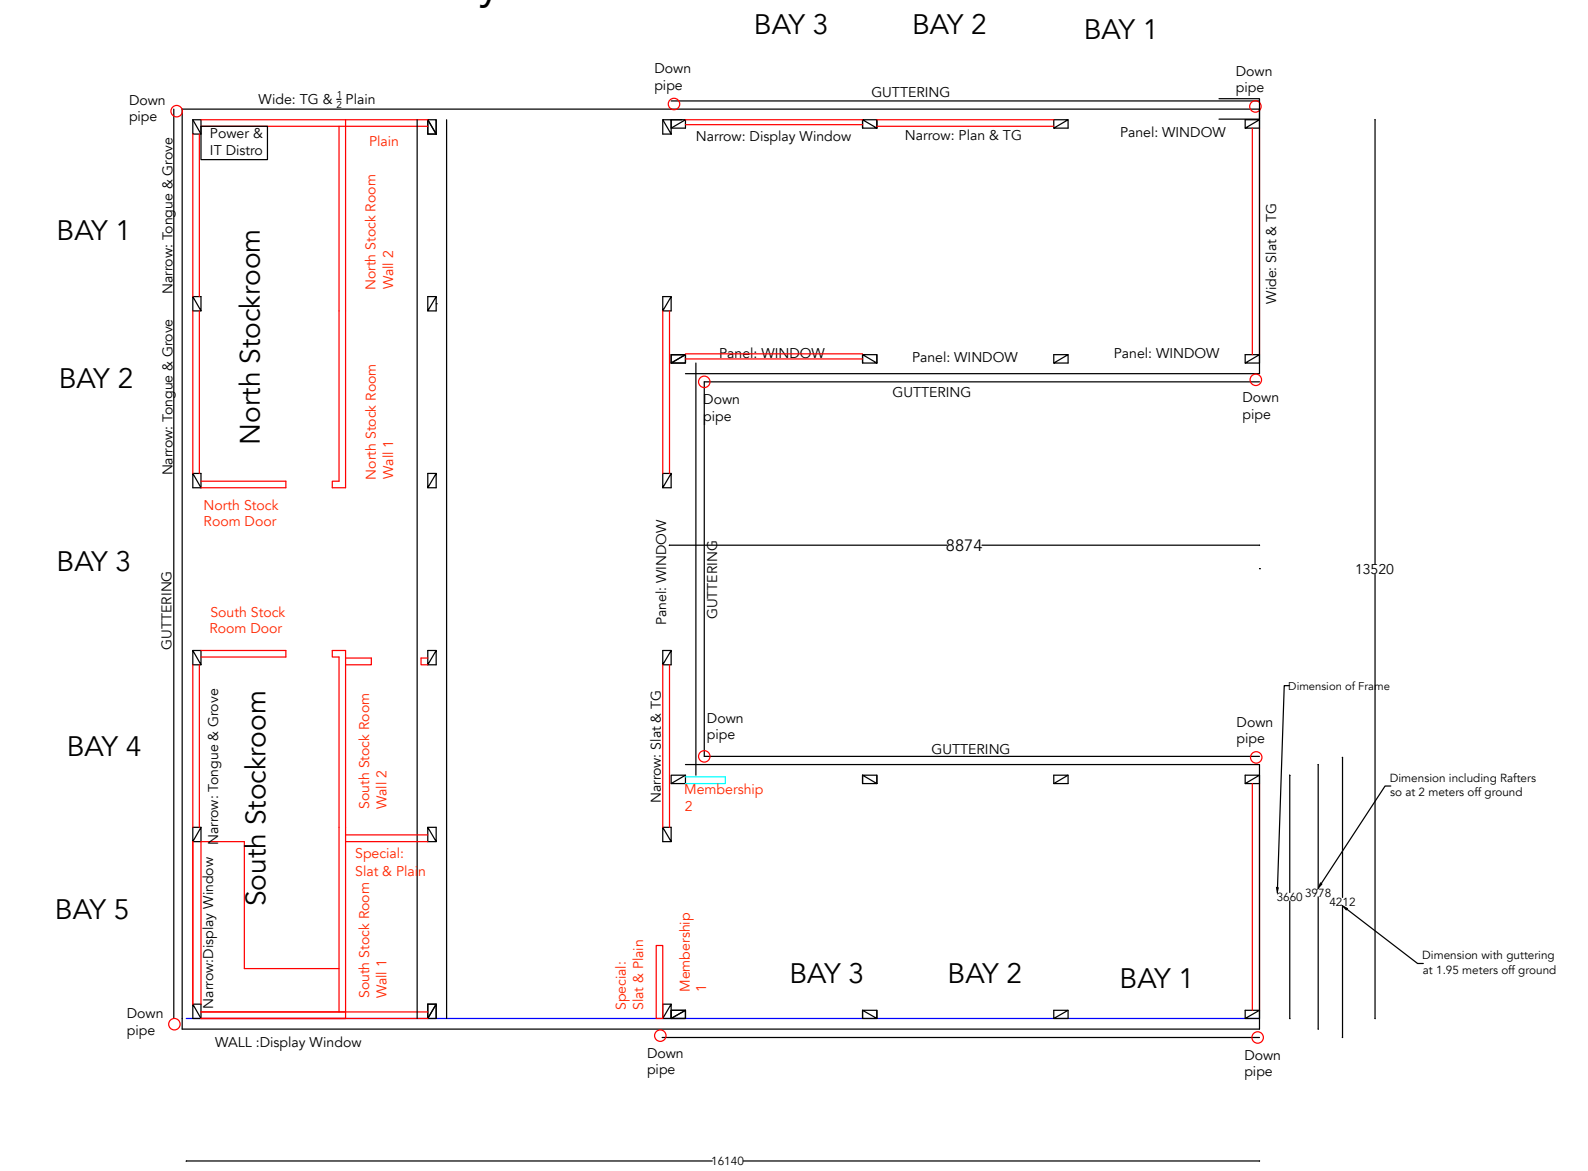 BAY 3
BAY 2
BAY 1
Down
pipe
Down
pipe
GUTTERING
Down
pipe
Wide: TG & ½ Plain
Power &
IT Distro
Plain
Narrow: Display Window
Narrow: Plan & TG
Panel: WINDOW
Narrow: Tongue & Grove
BAY 1
North Stockroom
North Stock Room
Wall 2
Wide: Slat & TG
Narrow: Tongue & Grove
BAY 2
North Stock Room
Wall 1
Panel: WINDOW
Panel: WINDOW
Panel: WINDOW
GUTTERING
Down
pipe
Down
pipe
North Stock
Room Door
BAY 3
GUTTERING
Panel: WINDOW
GUTTERING
8874
13520
South Stock
Room Door
Dimension of Frame
Narrow: Tongue & Grove
South Stockroom
South Stock Room
Wall 2
Narrow: Slat & TG
Down
pipe
GUTTERING
Down
pipe
BAY 4
Membership
2
Dimension including Rafters
so at 2 meters off ground
Special:
Slat & Plain
BAY 5
Narrow:Display Window
South Stock Room
Wall 1
Special:
Slat & Plain
Membership
1
3660
3978
4212
BAY 3
BAY 2
BAY 1
Dimension with guttering
at 1.95 meters off ground
Down
pipe
WALL :Display Window
Down
pipe
Down
pipe
16140